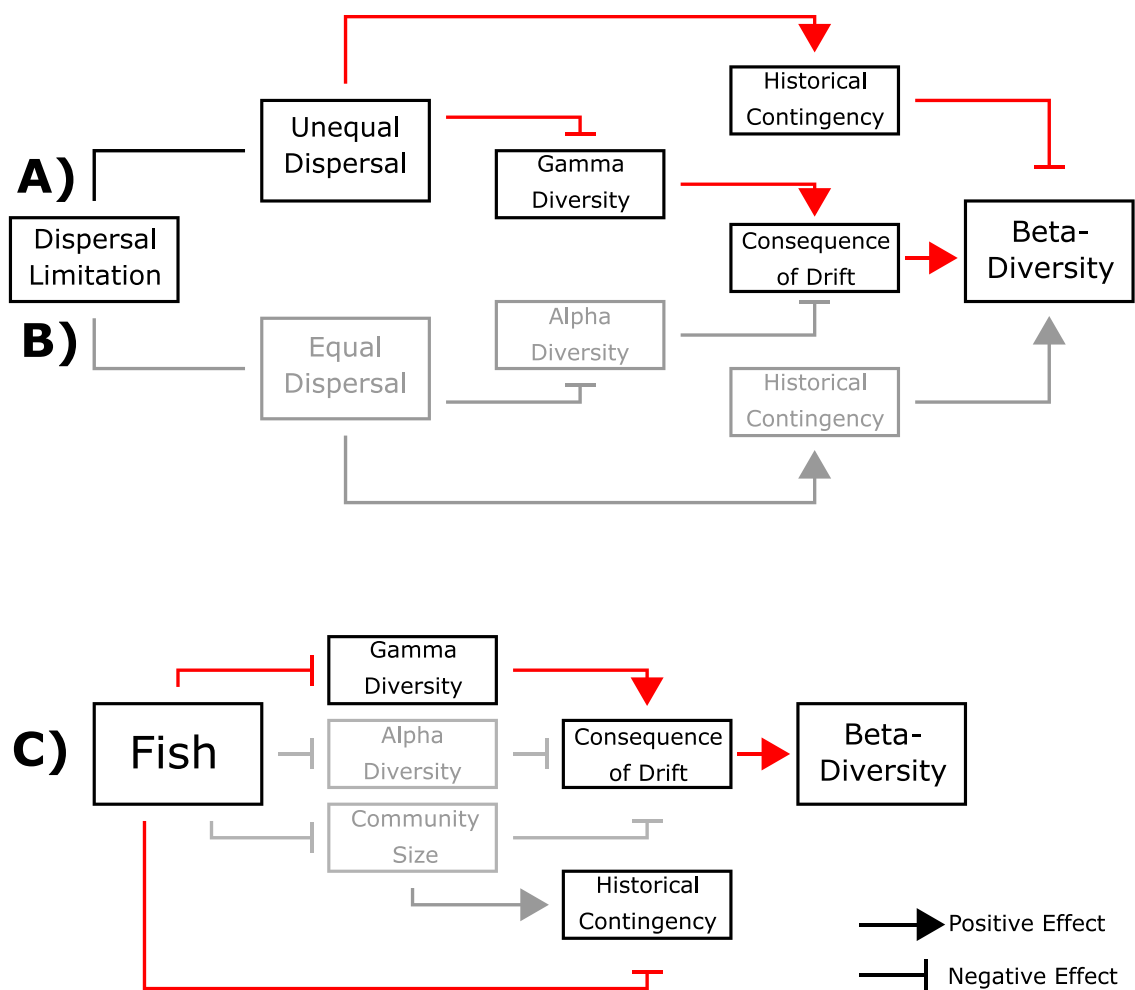 A)
Dispersal
Limitation
B)
Unequal
Dispersal
Historical
Contingency
Gamma
Diversity
Consequence
of Drift
Beta-
Diversity
Equal
Dispersal
Alpha
Diversity
Historical
Contingency
C)
Fish
Gamma
Diversity
Alpha
Diversity
Community
Size
Consequence
of Drift
Historical
Contingency
Beta-
Diversity
Positive Effect
Negative Effect